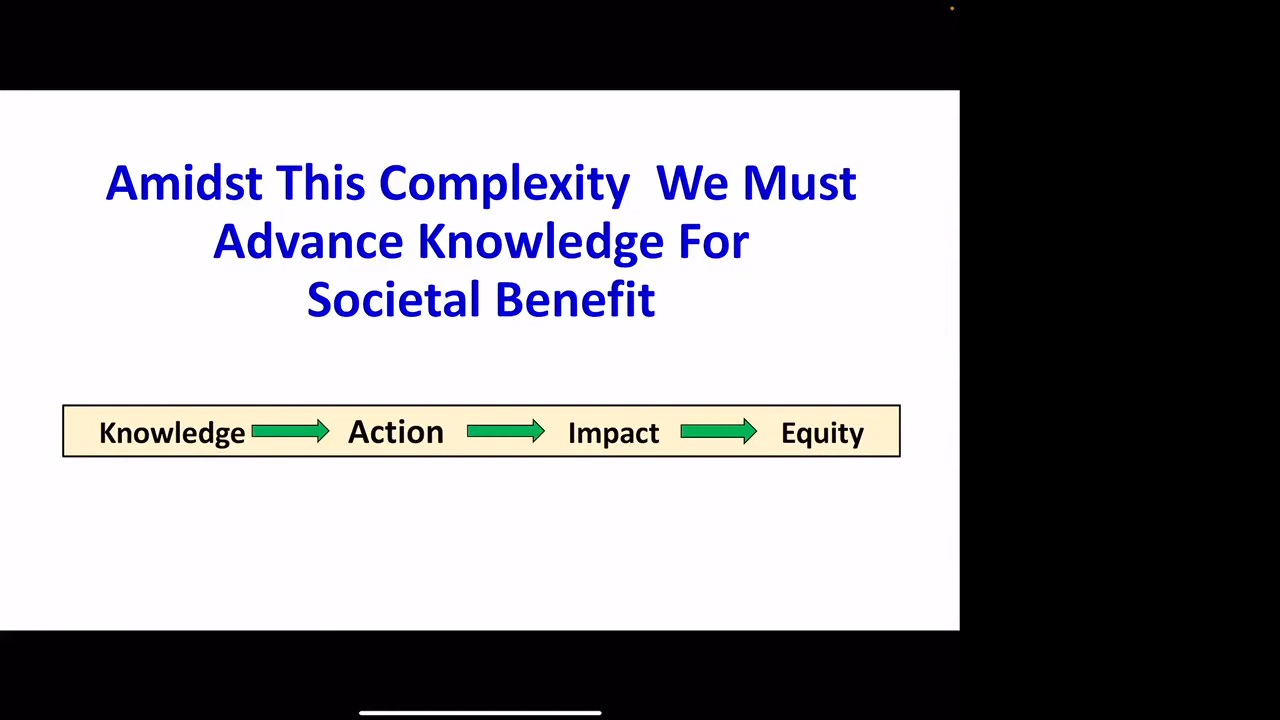 Amidst This Complexity  We Must
Advance Knowledge For
Societal Benefit
Knowledge Action Impact Equity